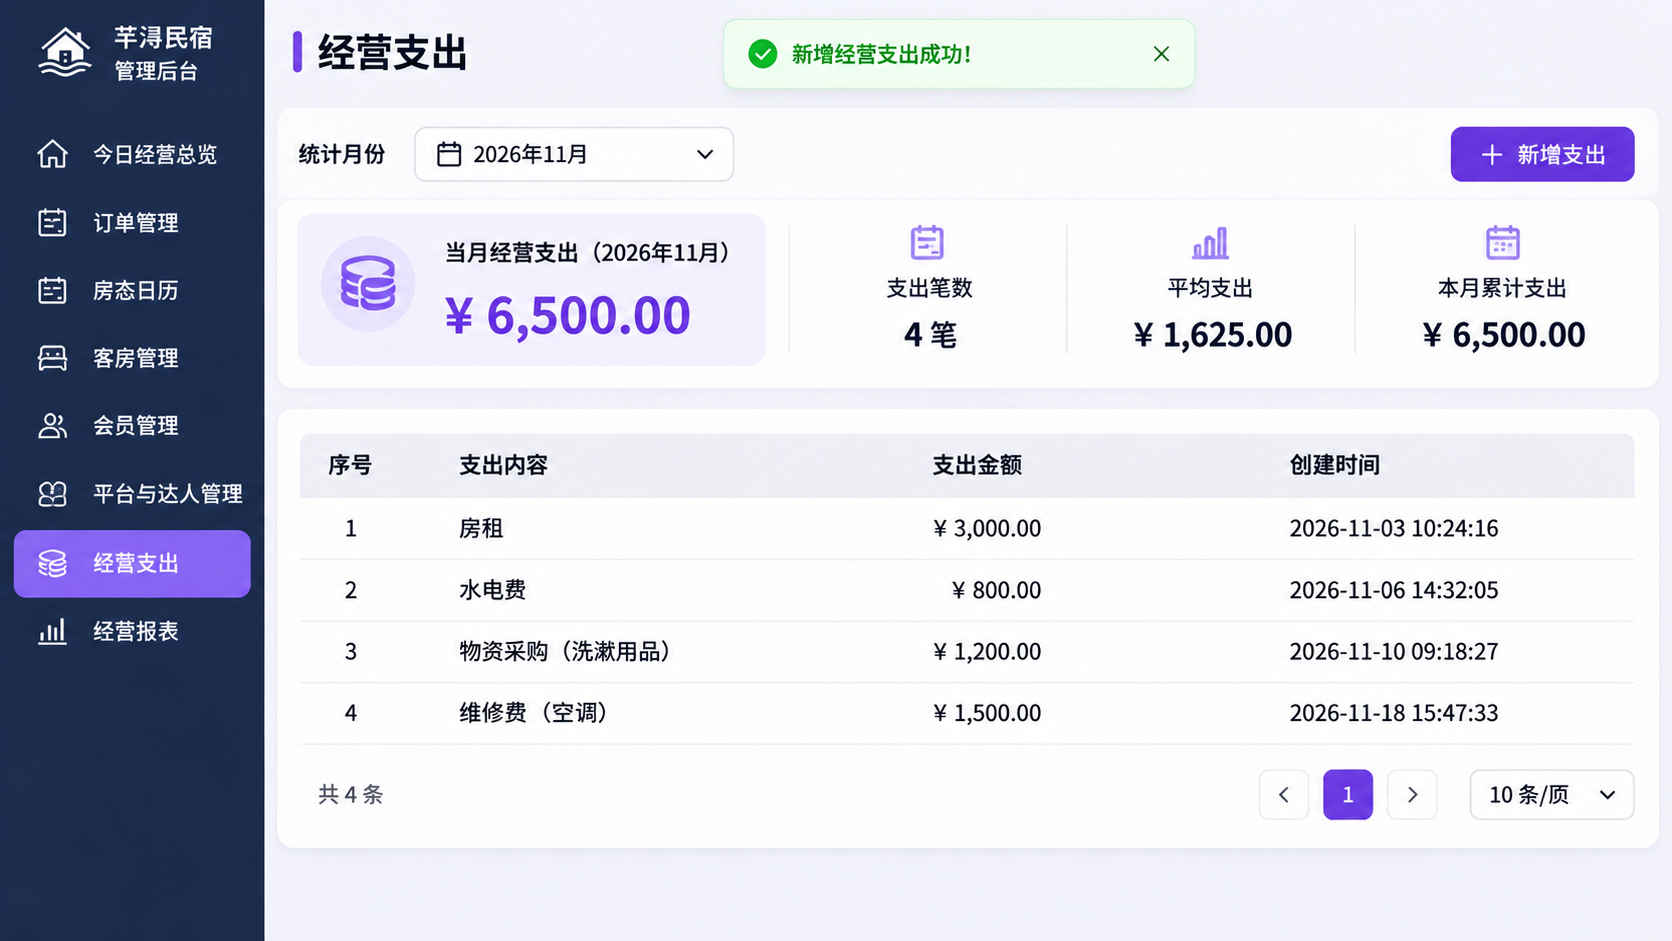 芊浔民宿
管理后台
今日经营总览
订单管理
房态日历
客房管理
会员管理
平台与达人管理
经营支出
经营报表
经营支出
新增经营支出成功！
统计月份
2026年11月
新增支出
当月经营支出（2026年11月）
¥ 6,500.00
支出笔数
4 笔
平均支出
¥ 1,625.00
本月累计支出
¥ 6,500.00
序号 支出内容 支出金额 创建时间
1 房租 ¥ 3,000.00 2026-11-03 10:24:16
2 水电费 ¥ 800.00 2026-11-06 14:32:05
3 物资采购（洗漱用品） ¥ 1,200.00 2026-11-10 09:18:27
4 维修费（空调） ¥ 1,500.00 2026-11-18 15:47:33
共 4 条
1
10 条/页